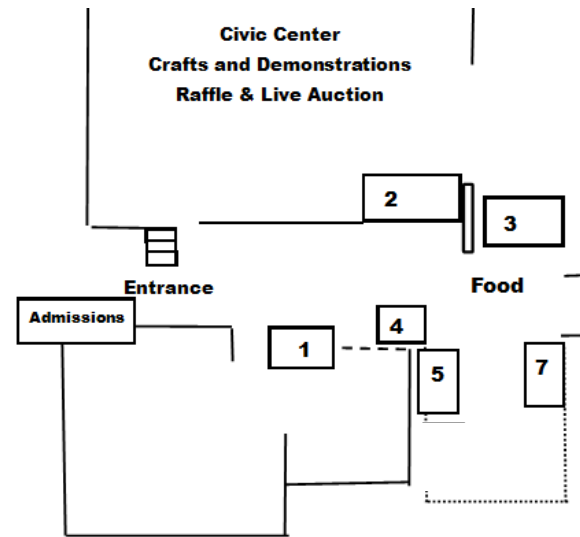 Civic Center
Crafts and Demonstrations
Raffle & Live Auction
2
3
Entrance
Food
Admissions
4
1
5
7